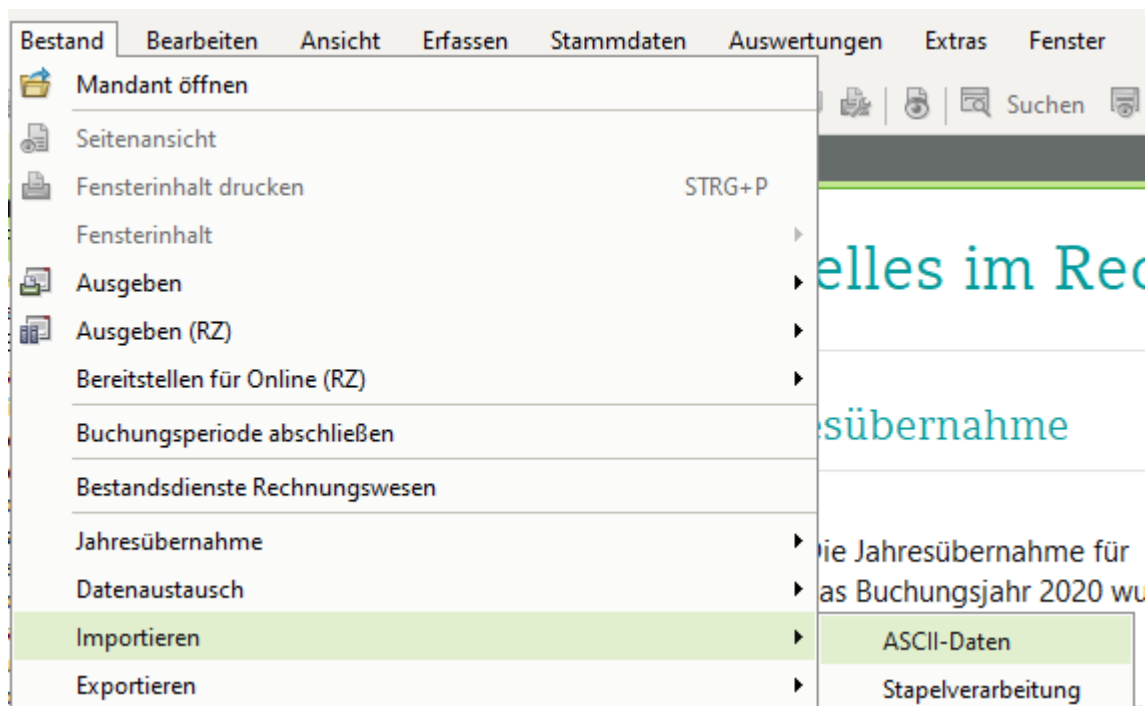 Bestand Bearbeiten Ansicht Erfassen Stammdaten Auswertungen Extras Fenster
Mandant öffnen
Suchen
Seitenansicht
Fensterinhalt drucken STRG+P
Fensterinhalt
elles im Rec
Ausgeben
Ausgeben (RZ)
Bereitstellen für Online (RZ)
Buchungsperiode abschließen
sübernahme
Bestandsdienste Rechnungswesen
Jahresübernahme
Die Jahresübernahme für
Datenaustausch
as Buchungsjahr 2020 wu
Importieren
ASCII-Daten
Exportieren
Stapelverarbeitung